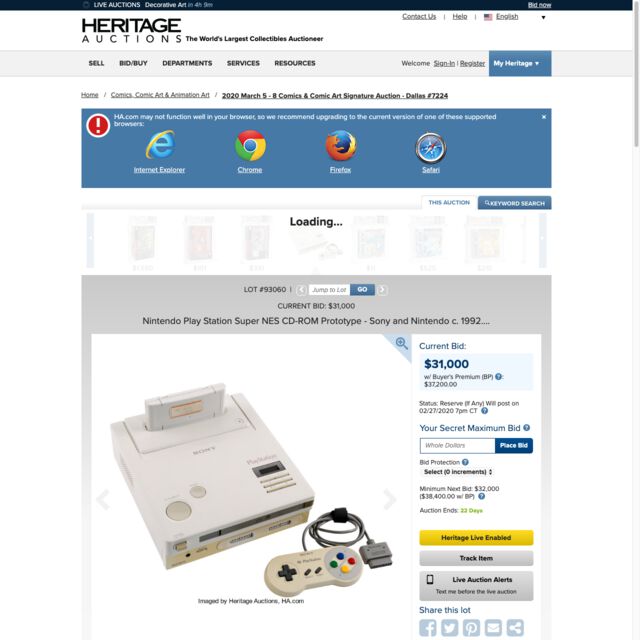 LIVE AUCTIONS Decorative Art in 4h 9m Bid now
HERITAGE
AUCTIONS The World's Largest Collectibles Auctioneer
Contact Us | Help | English
SELL BID/BUY DEPARTMENTS SERVICES RESOURCES
Welcome Sign-In | Register My Heritage
Home / Comics, Comic Art & Animation Art / 2020 March 5 - 8 Comics & Comic Art Signature Auction - Dallas #7224
HA.com may not function well in your browser, so we recommend upgrading to the current version of one of these supported
browsers:
Internet Explorer Chrome Firefox Safari
THIS AUCTION KEYWORD SEARCH
Loading...
LOT #93060 | Jump to Lot GO
CURRENT BID: $31,000
Nintendo Play Station Super NES CD-ROM Prototype - Sony and Nintendo c. 1992....
SONY
PlayStation
Imaged by Heritage Auctions, HA.com
Current Bid:
$31,000
w/ Buyer's Premium (BP) ?:
$37,200.00
Status: Reserve (If Any) Will post on
02/27/2020 7pm CT ?
Your Secret Maximum Bid ?
Whole Dollars Place Bid
Bid Protection ?
Select (0 increments)
Minimum Next Bid: $32,000
($38,400.00 w/ BP) ?
Auction Ends: 22 Days
Heritage Live Enabled
Track Item
Live Auction Alerts
Text me before the live auction
Share this lot